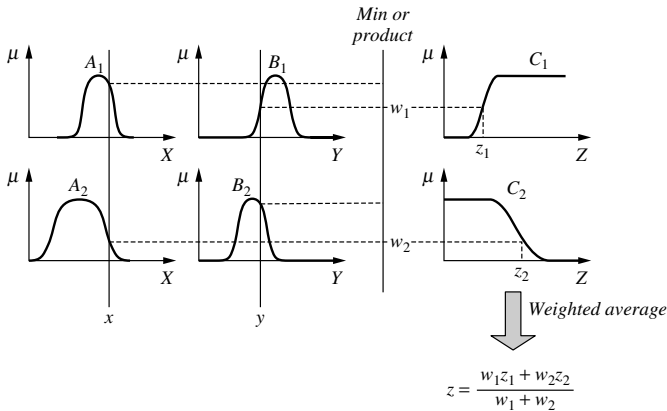 Min or
product
μ A₁ μ B₁ μ C₁
w₁
z₁
X Y Z
μ A₂ μ B₂ μ C₂
w₂
z₂
X Y Z
x y
Weighted average
z = (w₁z₁ + w₂z₂) / (w₁ + w₂)